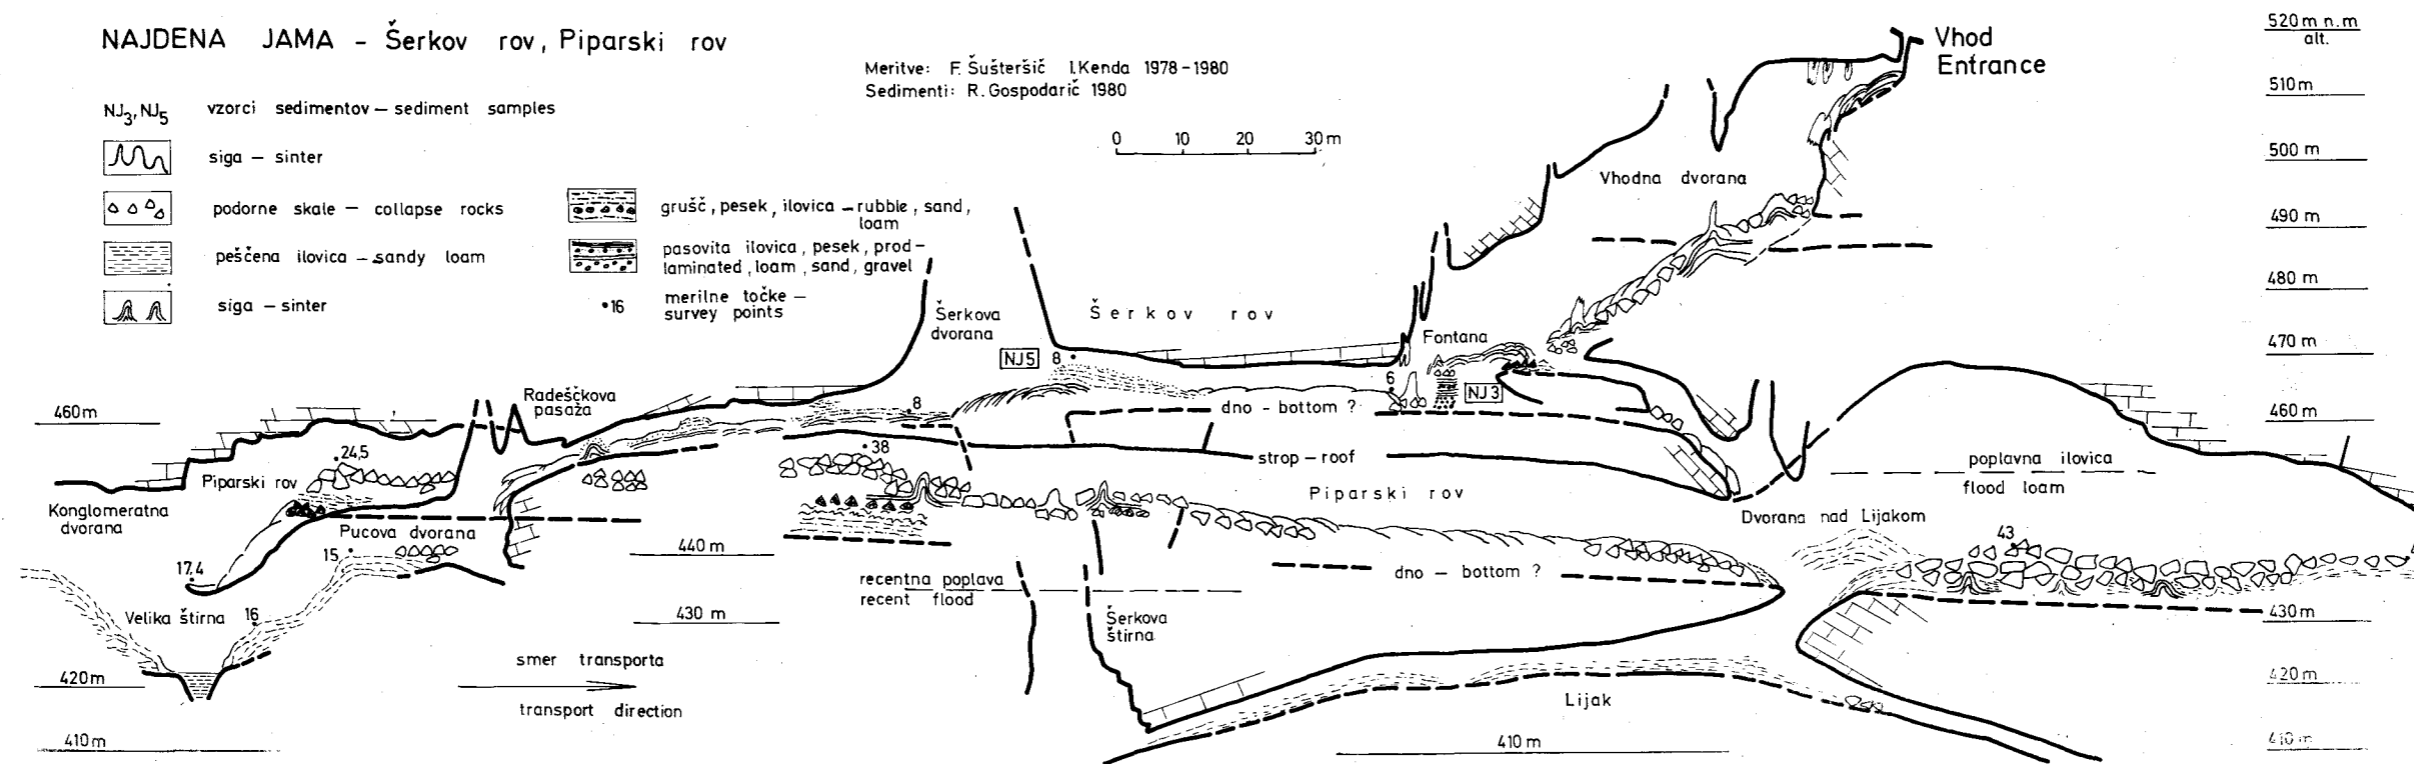 NAJDENA JAMA – Šerkov rov, Piparski rov
Meritve: F. Šušteršič I.Kenda 1978-1980
Sedimenti: R. Gospodarič 1980
NJ3, NJ5 vzorci sedimentov – sediment samples
siga – sinter
podorne skale – collapse rocks
peščena ilovica – sandy loam
siga – sinter
grušč, pesek, ilovica – rubble, sand,
loam
pasovita ilovica, pesek, prod –
laminated, loam, sand, gravel
•16 merilne točke –
survey points
0 10 20 30 m
Vhod
Entrance
520 m n.m
alt.
510 m
500 m
490 m
480 m
470 m
460 m
430 m
420 m
410 m
Vhodna dvorana
Šerkova
dvorana
Šerkov rov
NJ5 8
Fontana
6
NJ3
Radeščkova
pasaža
8
dno – bottom ?
460 m
24,5
38
strop – roof
poplavna ilovica
flood loam
Piparski rov
Piparski rov
Konglomeratna
dvorana
Pucova dvorana
Dvorana nad Lijakom
15
440 m
43
17,4
recentna poplava
recent flood
dno – bottom ?
Velika štirna
16
430 m
Šerkova
štirna
smer transporta
transport direction
420 m
Lijak
410 m
410 m